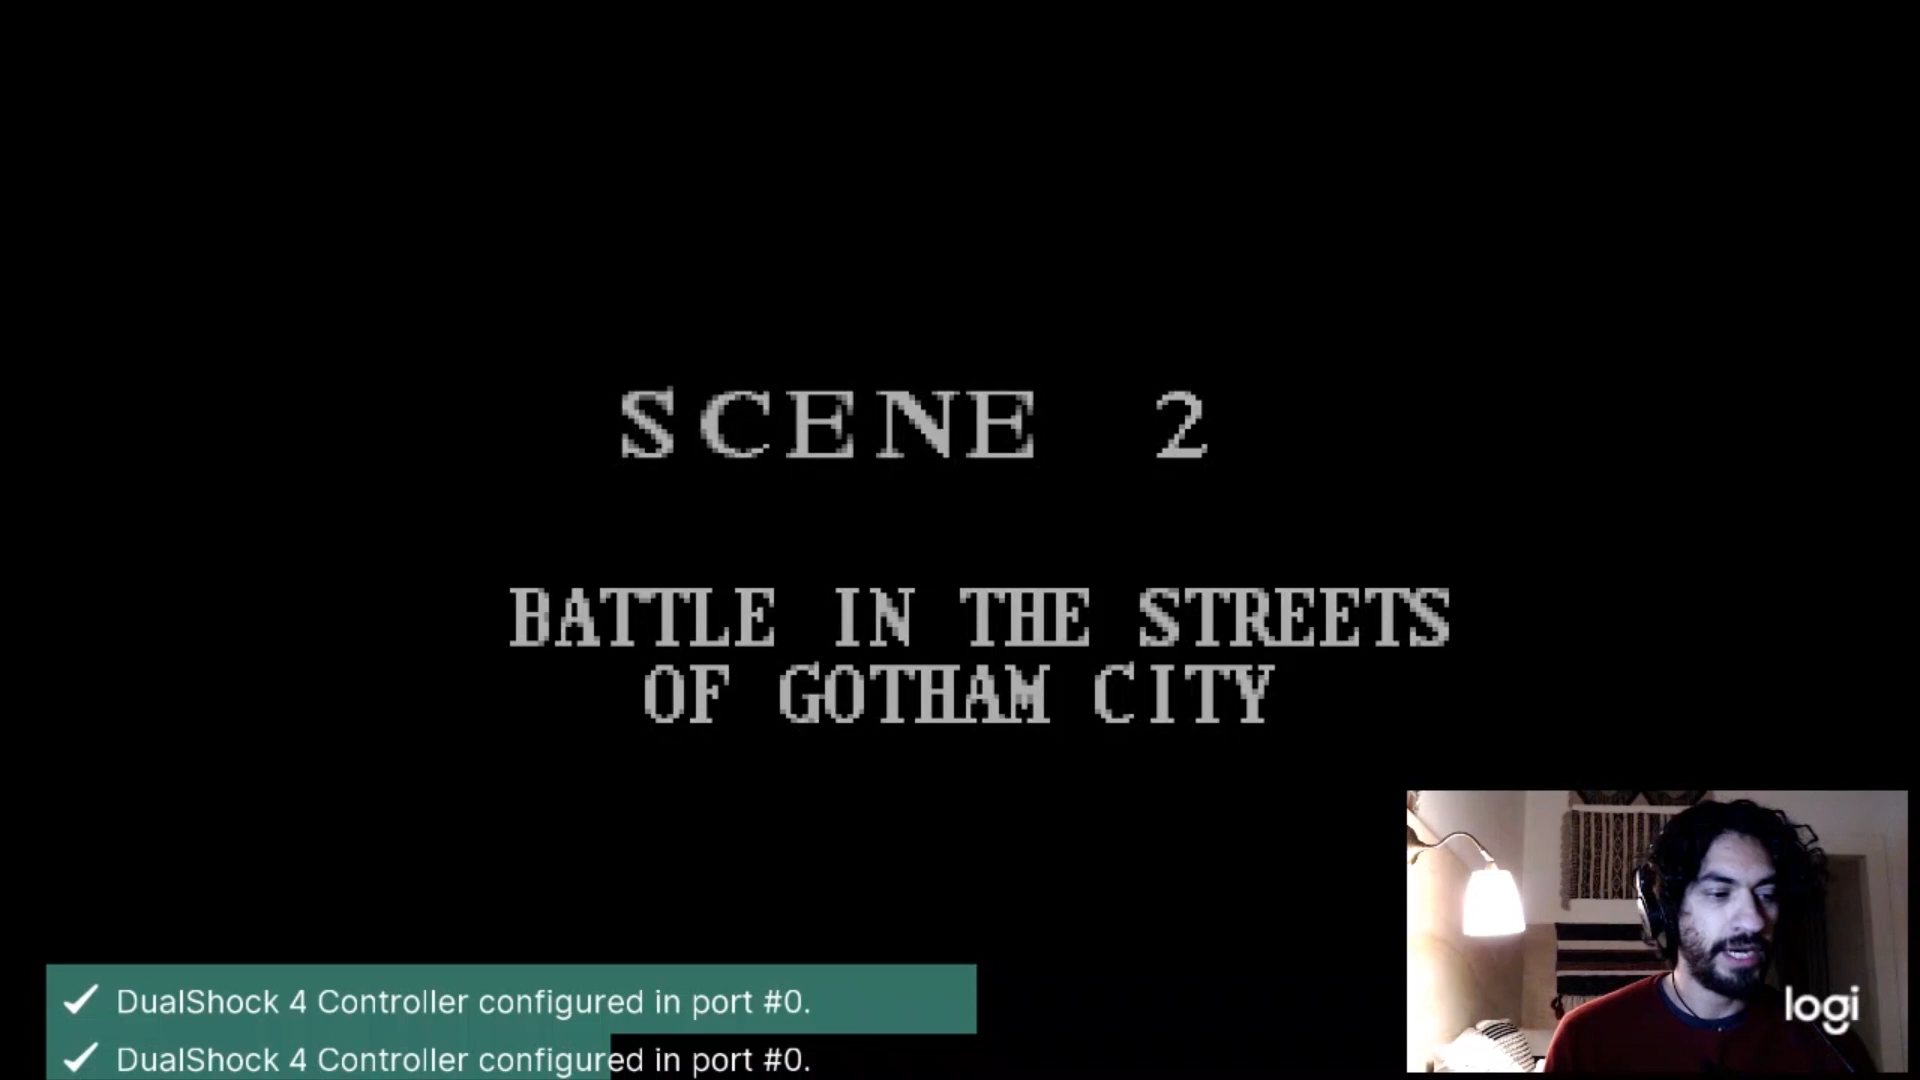 SCENE 2
BATTLE IN THE STREETS
OF GOTHAM CITY
DualShock 4 Controller configured in port #0.
DualShock 4 Controller configured in port #0.
logi